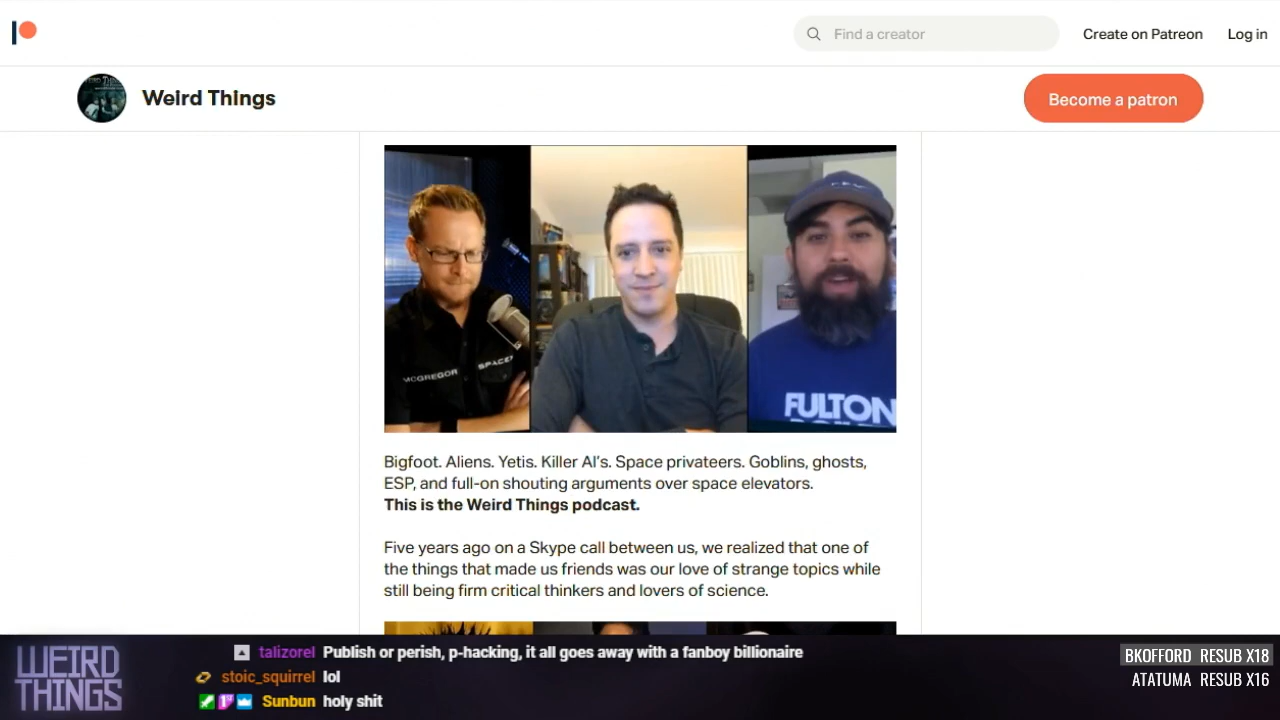 Find a creator
Create on Patreon
Log in
Weird Things
Become a patron
MCGREGOR SPACE
FULTON
Bigfoot. Aliens. Yetis. Killer AI's. Space privateers. Goblins, ghosts,
ESP, and full-on shouting arguments over space elevators.
This is the Weird Things podcast.
Five years ago on a Skype call between us, we realized that one of
the things that made us friends was our love of strange topics while
still being firm critical thinkers and lovers of science.
WEIRD
THINGS
talizorel Publish or perish, p-hacking, it all goes away with a fanboy billionaire
stoic_squirrel lol
Sunbun holy shit
BKOFFORD RESUB X18
ATATUMA RESUB X16